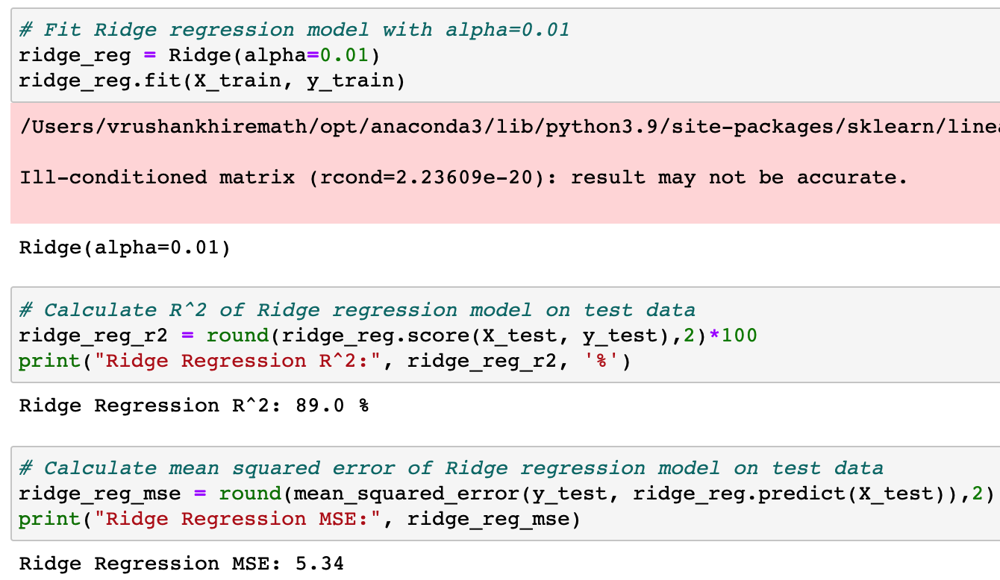 # Fit Ridge regression model with alpha=0.01
ridge_reg = Ridge(alpha=0.01)
ridge_reg.fit(X_train, y_train)
/Users/vrushankhiremath/opt/anaconda3/lib/python3.9/site-packages/sklearn/linea
Ill-conditioned matrix (rcond=2.23609e-20): result may not be accurate.
Ridge(alpha=0.01)
# Calculate R^2 of Ridge regression model on test data
ridge_reg_r2 = round(ridge_reg.score(X_test, y_test),2)*100
print("Ridge Regression R^2:", ridge_reg_r2, '%')
Ridge Regression R^2: 89.0 %
# Calculate mean squared error of Ridge regression model on test data
ridge_reg_mse = round(mean_squared_error(y_test, ridge_reg.predict(X_test)),2)
print("Ridge Regression MSE:", ridge_reg_mse)
Ridge Regression MSE: 5.34